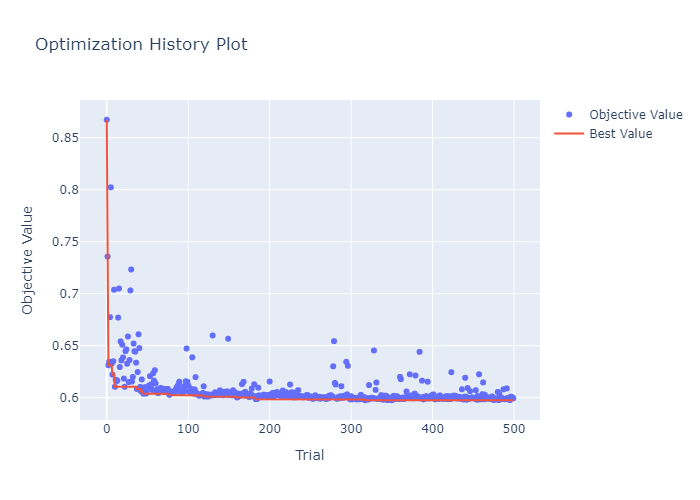 Optimization History Plot
Objective Value
Best Value
0.85
0.8
0.75
0.7
0.65
0.6
Objective Value
0
100
200
300
400
500
Trial